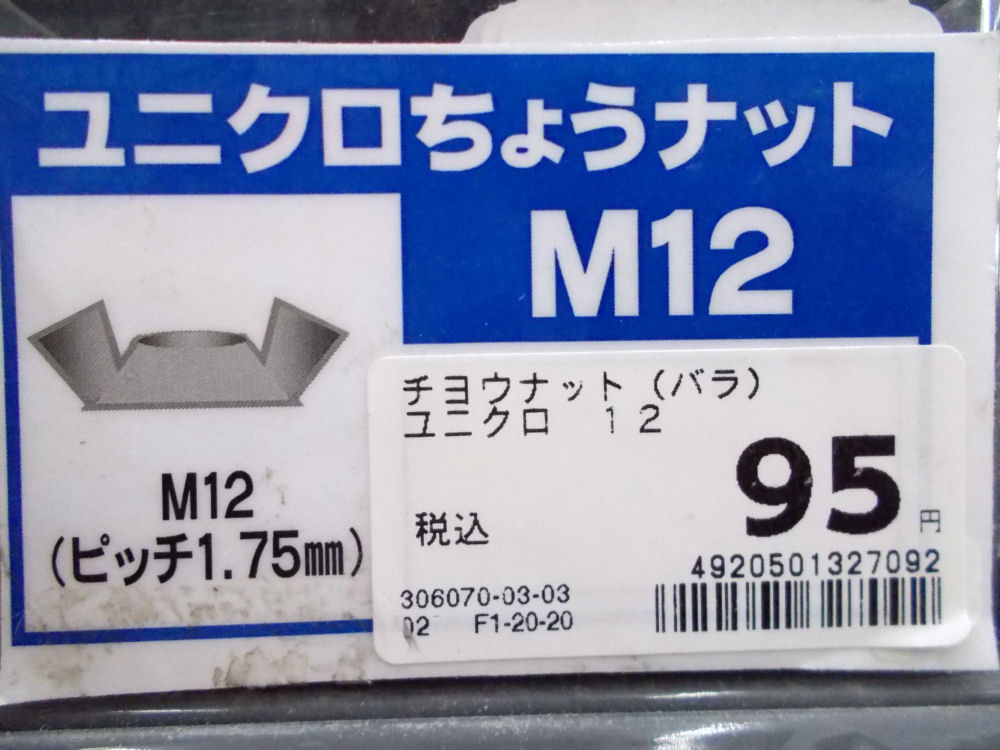 ユニクロちょうナット
M12
M12
(ピッチ1.75㎜)
チヨウナット (バラ)
ユニクロ 12
95円
税込
4920501327092
306070-03-03
02 F1-20-20